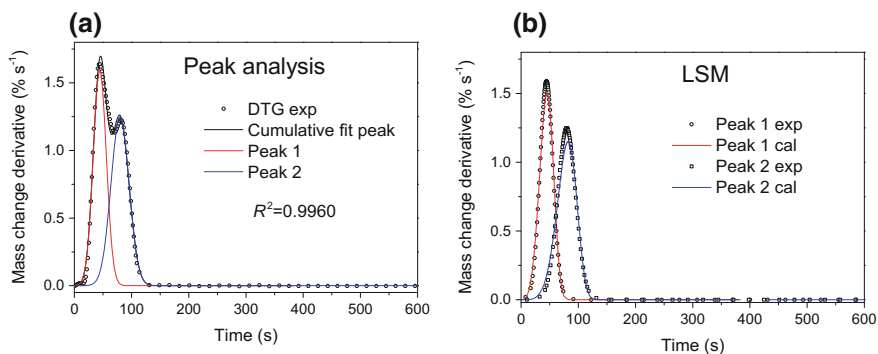 (a)
Mass change derivative (% s⁻¹)
1.5
1.0
0.5
0.0
Peak analysis
DTG exp
Cumulative fit peak
Peak 1
Peak 2
R²=0.9960
0 100 200 300 400 500 600
Time (s)
(b)
Mass change derivative (% s⁻¹)
1.5
1.0
0.5
0.0
LSM
Peak 1 exp
Peak 1 cal
Peak 2 exp
Peak 2 cal
0 100 200 300 400 500 600
Time (s)